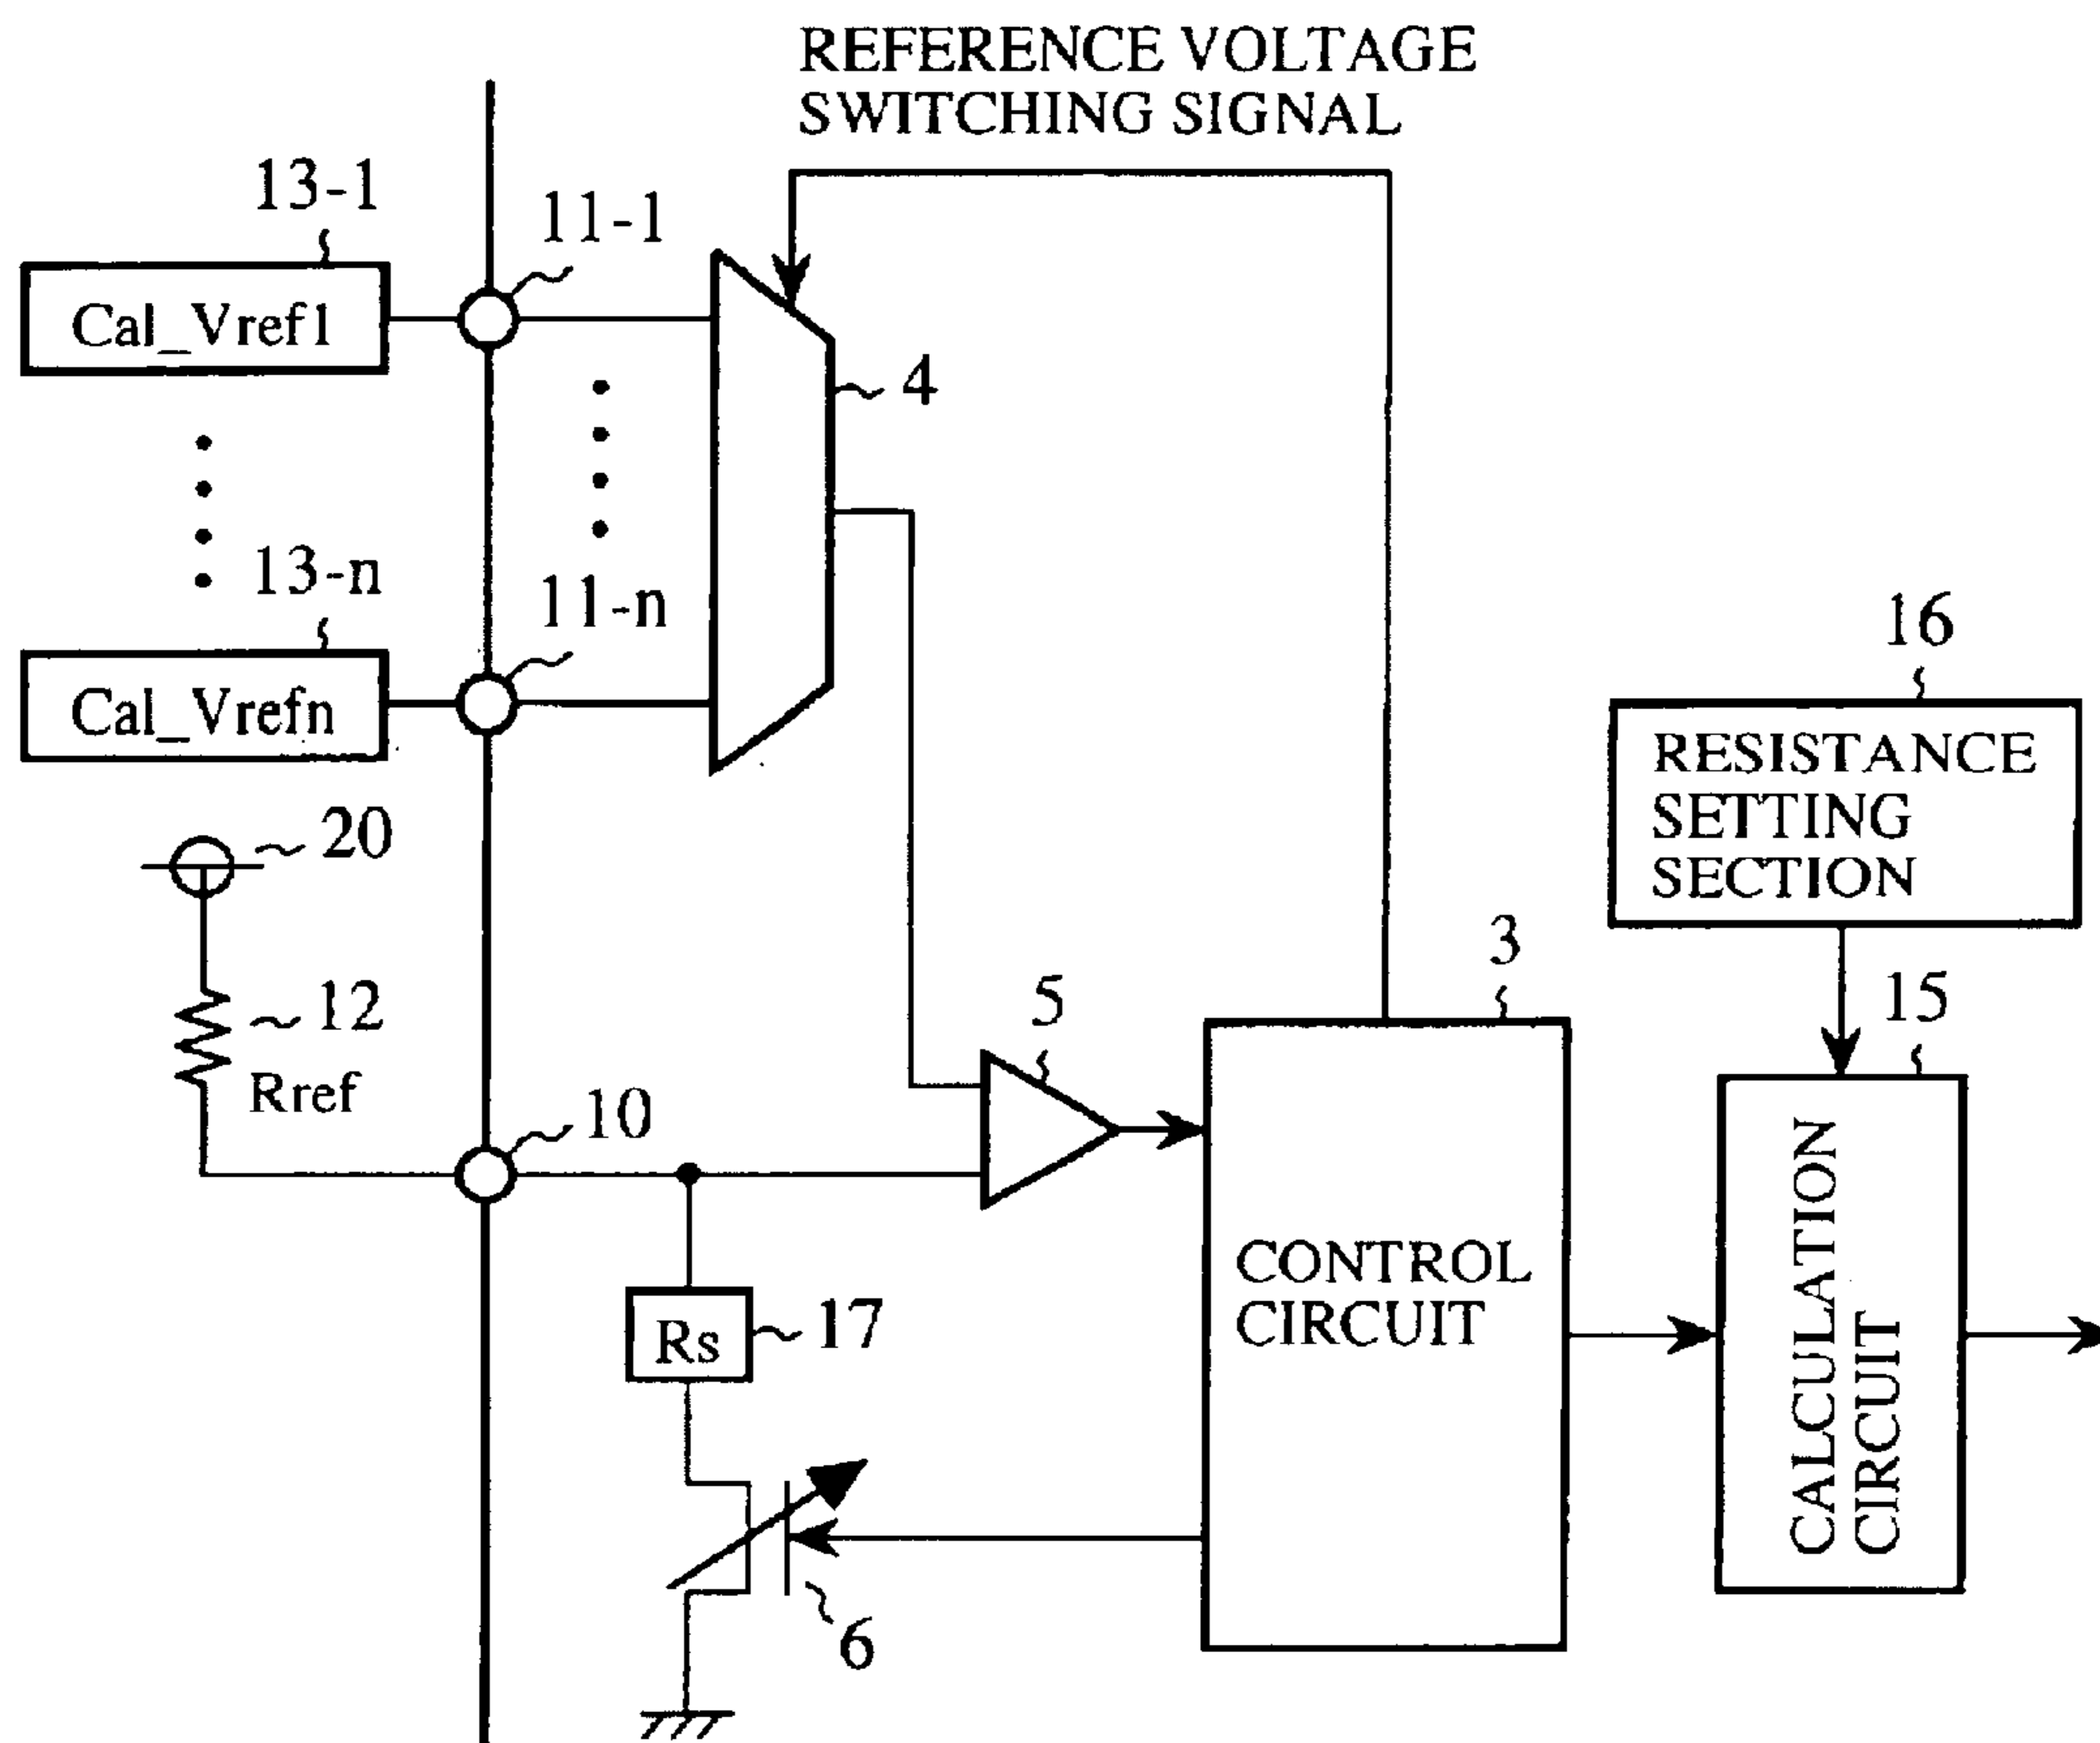 REFERENCE VOLTAGE
SWITCHING SIGNAL
13-1
11-1
Cal_Vref1
4
13-n
11-n
Cal_Vrefn
16
RESISTANCE
SETTING
SECTION
20
3
15
5
12
Rref
10
CONTROL
CIRCUIT
CALCULATION
CIRCUIT
Rs
17
6